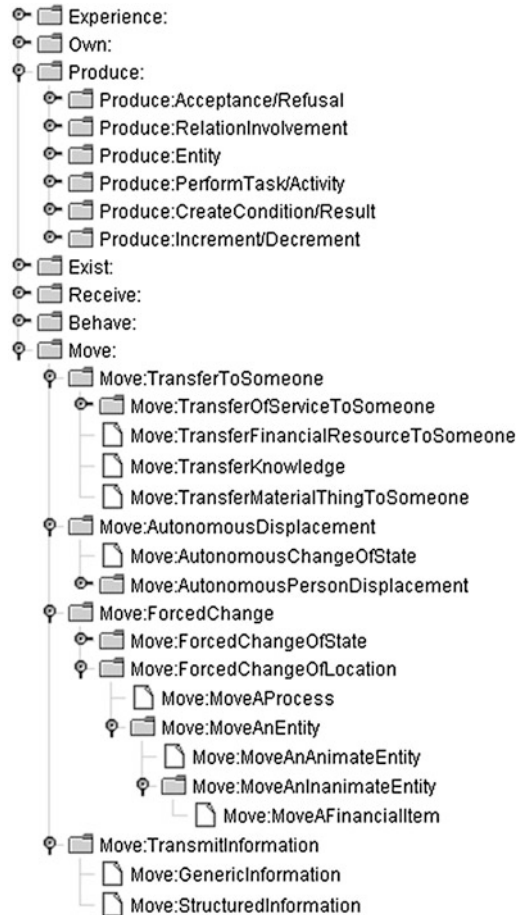 Experience:
Own:
Produce:
Produce:Acceptance/Refusal
Produce:RelationInvolvement
Produce:Entity
Produce:PerformTask/Activity
Produce:CreateCondition/Result
Produce:Increment/Decrement
Exist:
Receive:
Behave:
Move:
Move:TransferToSomeone
Move:TransferOfServiceToSomeone
Move:TransferFinancialResourceToSomeone
Move:TransferKnowledge
Move:TransferMaterialThingToSomeone
Move:AutonomousDisplacement
Move:AutonomousChangeOfState
Move:AutonomousPersonDisplacement
Move:ForcedChange
Move:ForcedChangeOfState
Move:ForcedChangeOfLocation
Move:MoveAProcess
Move:MoveAnEntity
Move:MoveAnAnimateEntity
Move:MoveAnInanimateEntity
Move:MoveAFinancialItem
Move:TransmitInformation
Move:GenericInformation
Move:StructuredInformation